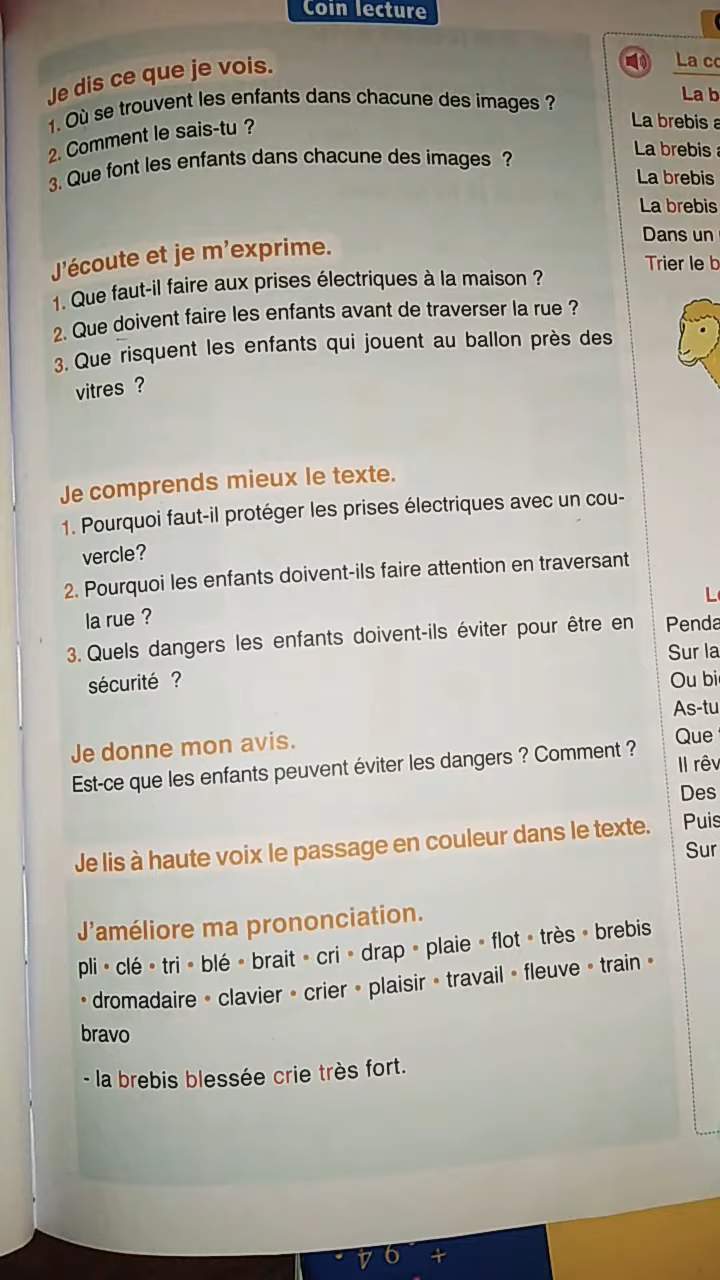 Coin lecture
Je dis ce que je vois.
1. Où se trouvent les enfants dans chacune des images ?
2. Comment le sais-tu ?
3. Que font les enfants dans chacune des images ?
J'écoute et je m'exprime.
1. Que faut-il faire aux prises électriques à la maison ?
2. Que doivent faire les enfants avant de traverser la rue ?
3. Que risquent les enfants qui jouent au ballon près des
vitres ?
Je comprends mieux le texte.
1. Pourquoi faut-il protéger les prises électriques avec un cou-
vercle?
2. Pourquoi les enfants doivent-ils faire attention en traversant
la rue ?
3. Quels dangers les enfants doivent-ils éviter pour être en
sécurité ?
Je donne mon avis.
Est-ce que les enfants peuvent éviter les dangers ? Comment ?
Je lis à haute voix le passage en couleur dans le texte.
J'améliore ma prononciation.
pli • clé • tri • blé • brait • cri • drap • plaie • flot • très • brebis
• dromadaire • clavier • crier • plaisir • travail • fleuve • train •
bravo
- la brebis blessée crie très fort.
La
La
La brebis
La brebis
La brebis
La brebis
Dans un
Trier le
Sur la
Ou
As-tu
Que
Il
Des
Puis
Sur
+ 94 +